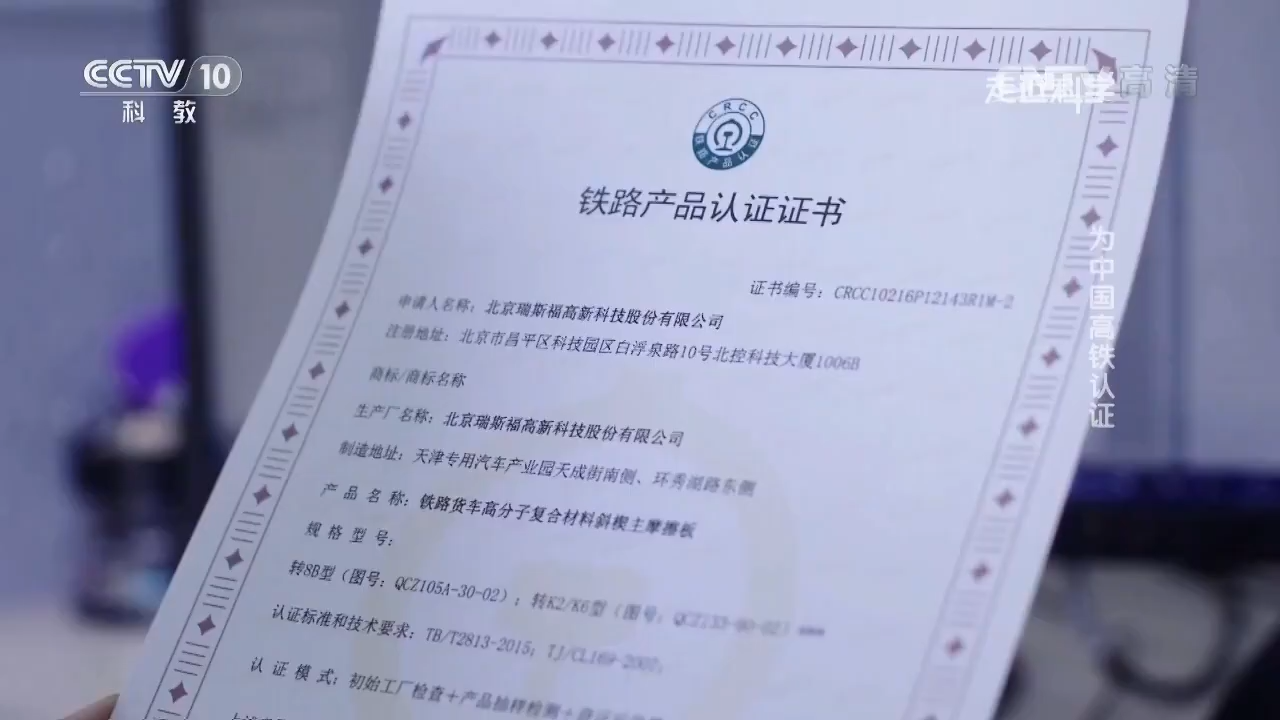 CCTV 10
科教
走近科学 高清
为中国高铁认证
CRCC
铁路产品认证
铁路产品认证证书
证书编号: CRCC10216P12143R1M-2
申请人名称: 北京瑞斯福高新科技股份有限公司
注册地址: 北京市昌平区科技园区白浮泉路10号北控科技大厦1006B
商标/商标名称
生产厂名称: 北京瑞斯福高新科技股份有限公司
制造地址: 天津专用汽车产业园天成街南侧、环秀湖路东侧
产品名称: 铁路货车高分子复合材料斜楔主摩擦板
规格型号:
转8B型 (图号: QCZ105A-30-02); 转K2/K6型 (图号:
认证标准和技术要求: TB/T2813-2015;
认证模式: 初始工厂检查+产品抽样检测+